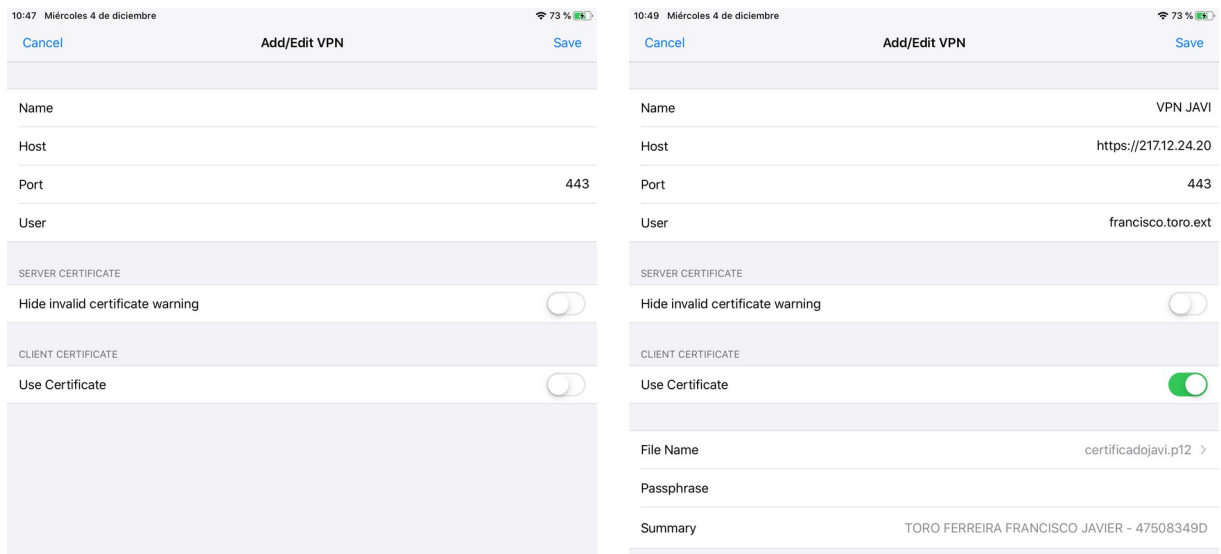 10:47 Miércoles 4 de diciembre 73 %
Cancel Add/Edit VPN Save
Name
Host
Port 443
User
SERVER CERTIFICATE
Hide invalid certificate warning
CLIENT CERTIFICATE
Use Certificate
10:49 Miércoles 4 de diciembre 73 %
Cancel Add/Edit VPN Save
Name VPN JAVI
Host https://217.12.24.20
Port 443
User francisco.toro.ext
SERVER CERTIFICATE
Hide invalid certificate warning
CLIENT CERTIFICATE
Use Certificate
File Name certificadojavi.p12 >
Passphrase
Summary TORO FERREIRA FRANCISCO JAVIER - 47508349D